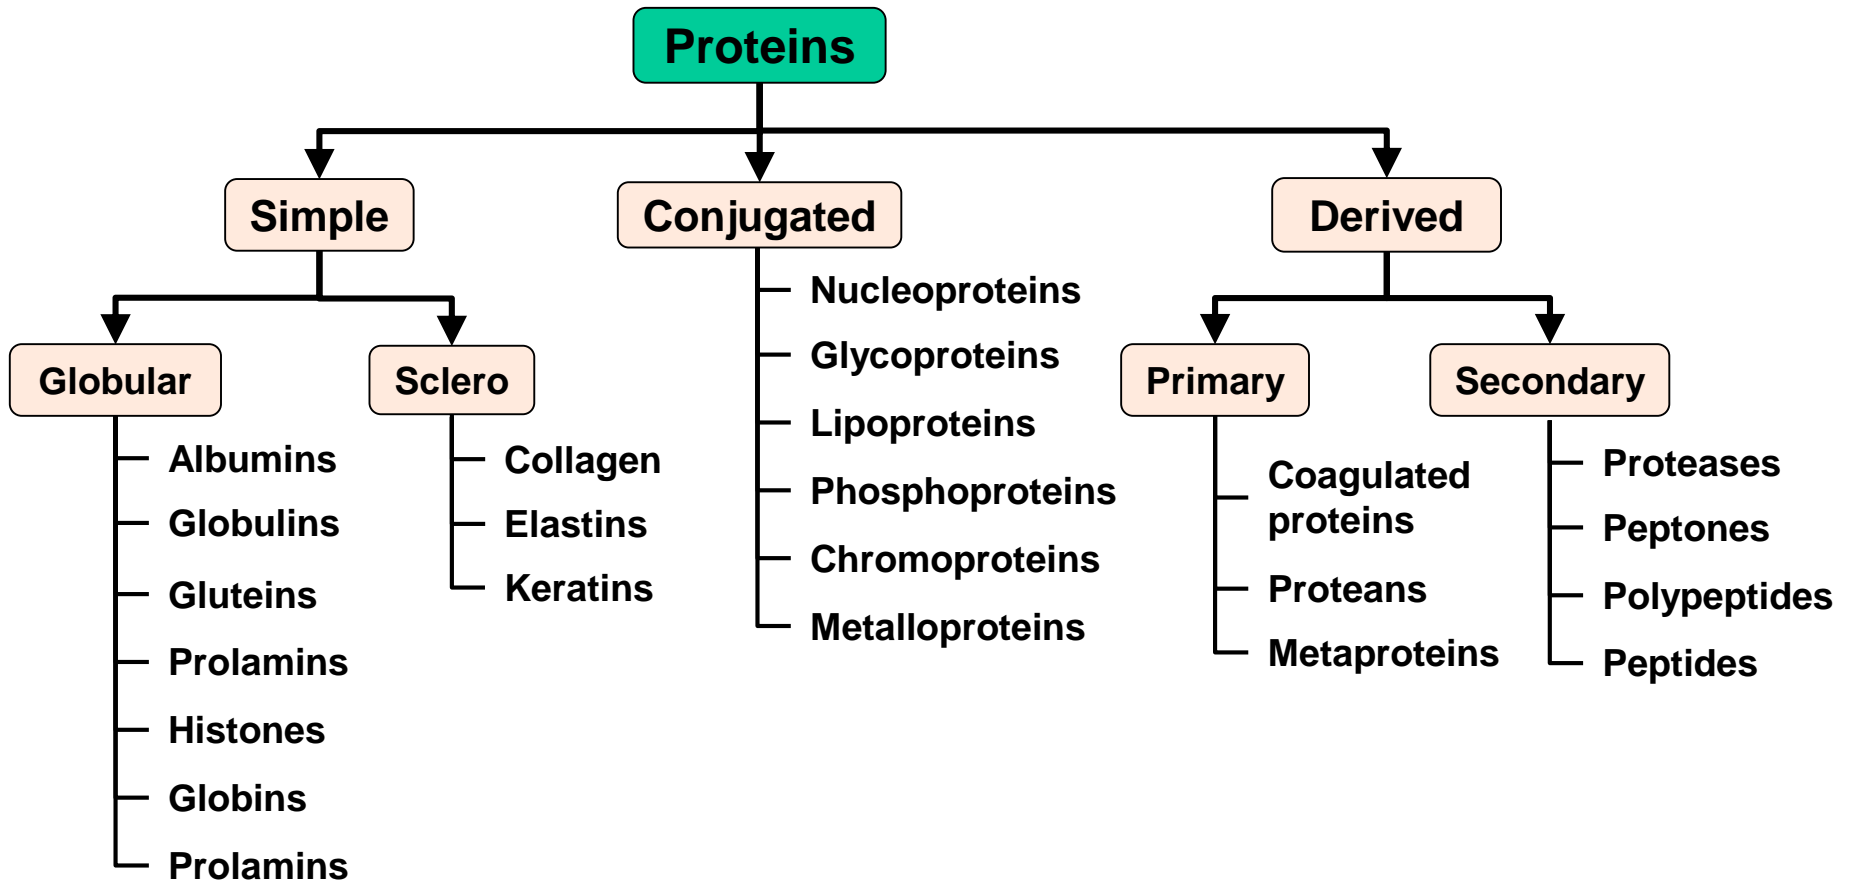 Proteins
Simple
Conjugated
Derived
Globular
Albumins
Globulins
Gluteins
Prolamins
Histones
Globins
Prolamins
Sclero
Collagen
Elastins
Keratins
Nucleoproteins
Glycoproteins
Lipoproteins
Phosphoproteins
Chromoproteins
Metalloproteins
Primary
Coagulated
proteins
Proteans
Metaproteins
Secondary
Proteases
Peptones
Polypeptides
Peptides